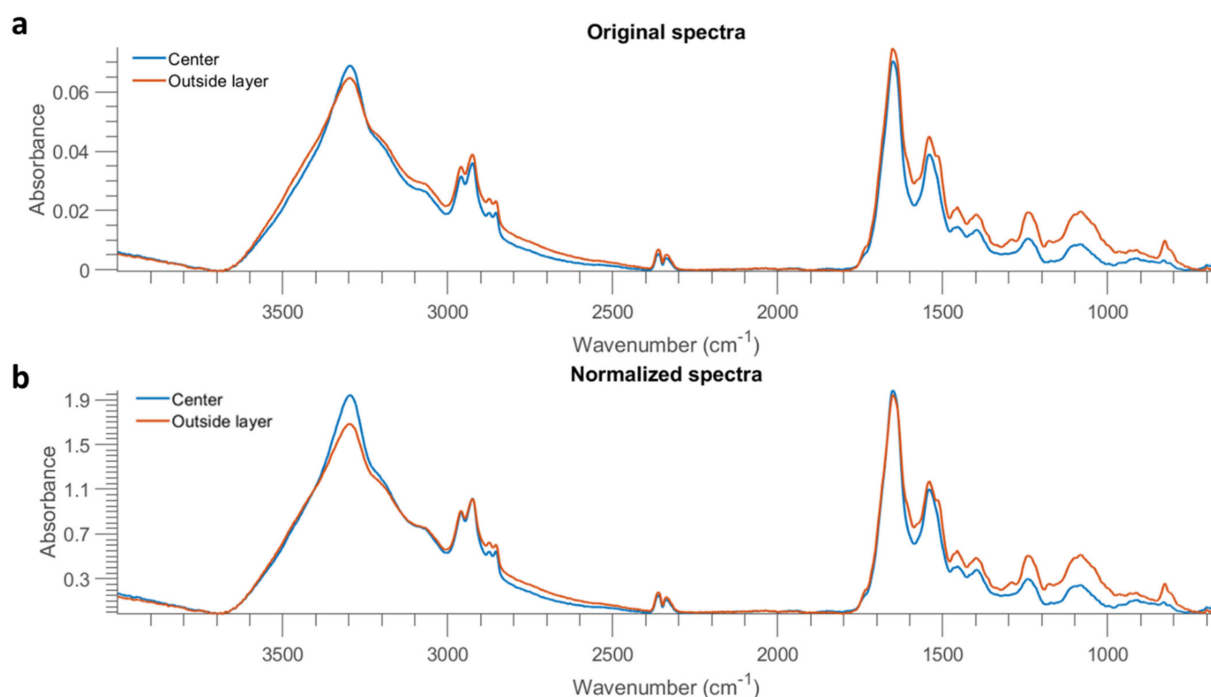 a
Original spectra
Center
Outside layer
Absorbance
0.06
0.04
0.02
0
3500 3000 2500 2000 1500 1000
Wavenumber (cm⁻¹)
b
Normalized spectra
Center
Outside layer
Absorbance
1.9
1.5
1.1
0.7
0.3
3500 3000 2500 2000 1500 1000
Wavenumber (cm⁻¹)